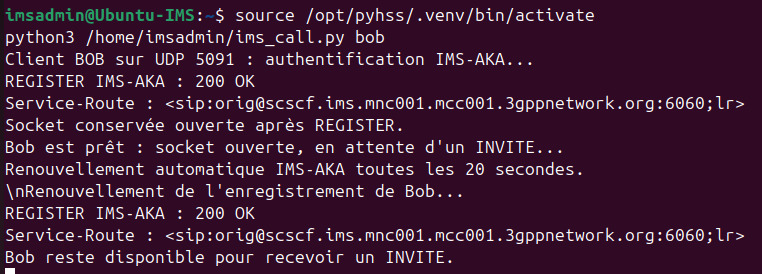 imsadmin@Ubuntu-IMS:~$ source /opt/pyhss/.venv/bin/activate
python3 /home/imsadmin/ims_call.py bob
Client BOB sur UDP 5091 : authentification IMS-AKA...
REGISTER IMS-AKA : 200 OK
Service-Route : <sip:orig@scscf.ims.mnc001.mcc001.3gppnetwork.org:6060;lr>
Socket conservée ouverte après REGISTER.
Bob est prêt : socket ouverte, en attente d'un INVITE...
Renouvellement automatique IMS-AKA toutes les 20 secondes.
\nRenouvellement de l'enregistrement de Bob...
REGISTER IMS-AKA : 200 OK
Service-Route : <sip:orig@scscf.ims.mnc001.mcc001.3gppnetwork.org:6060;lr>
Bob reste disponible pour recevoir un INVITE.